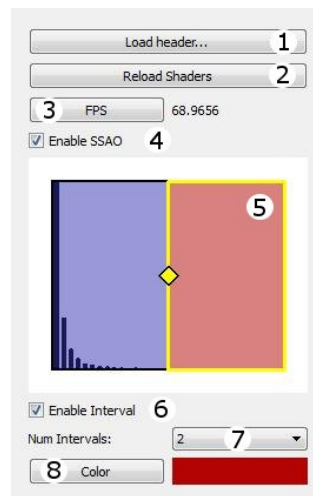 Load header... 1
Reload Shaders 2
3 FPS 68.9656
Enable SSAO 4
5
Enable Interval 6
Num Intervals: 2 7
8 Color